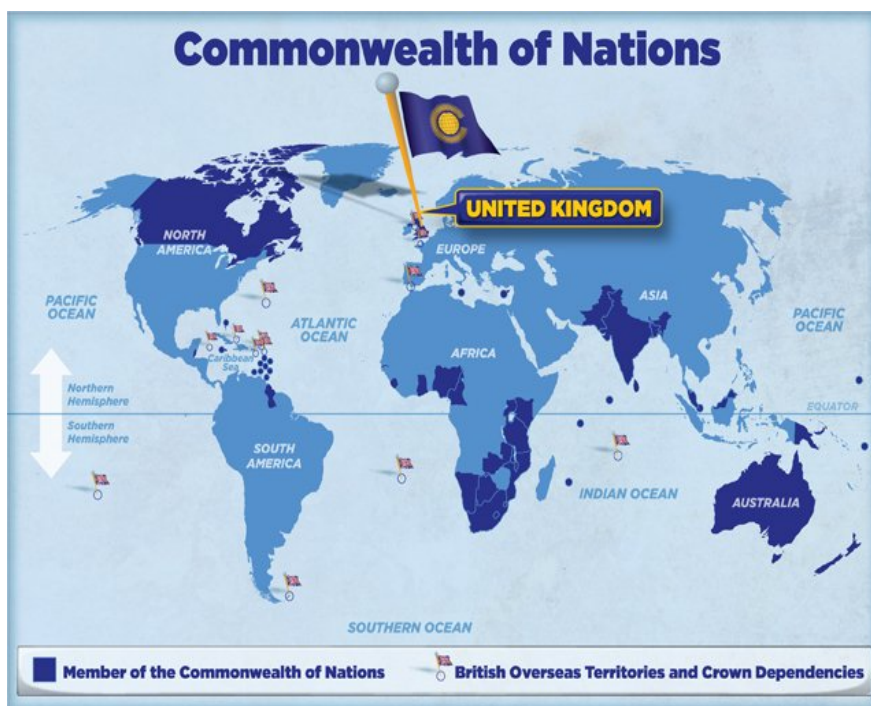 Commonwealth of Nations
UNITED KINGDOM
NORTH
AMERICA
EUROPE
ASIA
PACIFIC
OCEAN
ATLANTIC
OCEAN
PACIFIC
OCEAN
AFRICA
Caribbean
Sea
Northern
Hemisphere
EQUATOR
Southern
Hemisphere
SOUTH
AMERICA
INDIAN OCEAN
AUSTRALIA
SOUTHERN OCEAN
Member of the Commonwealth of Nations
British Overseas Territories and Crown Dependencies